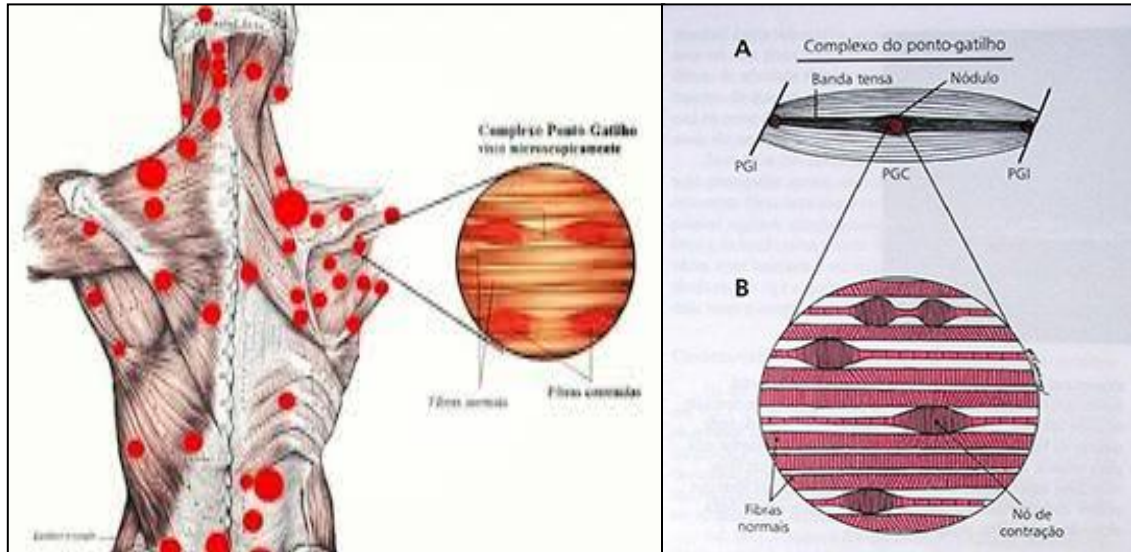 Complexo Ponto Gatilho
visto microscopicamente
Fibras normais
A
Complexo do ponto-gatilho
Banda tensa
Nódulo
PGI
PGC
PGI
B
Fibras
normais
Nó de
contração